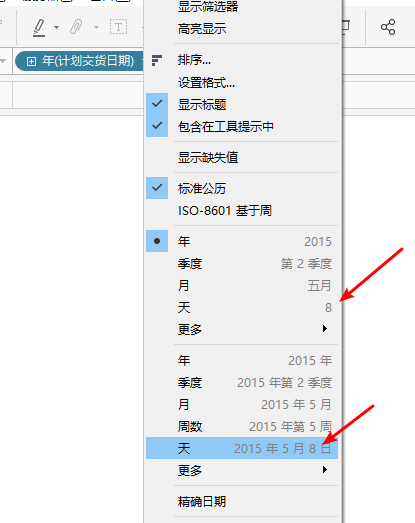 显示筛选器
高亮显示
年(计划交货日期)
排序...
设置格式...
显示标题
包含在工具提示中
显示缺失值
标准公历
ISO-8601 基于周
年 2015
季度 第 2 季度
月 五月
天 8
更多
年 2015 年
季度 2015 年第 2 季度
月 2015 年 5 月
周数 2015 年第 5 周
天 2015 年 5 月 8 日
更多
精确日期